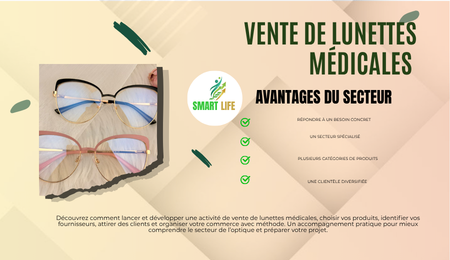 VENTE DE LUNETTES
MÉDICALES
SMART LIFE
AVANTAGES DU SECTEUR
RÉPONDRE À UN BESOIN CONCRET
UN SECTEUR SPÉCIALISÉ
PLUSIEURS CATÉGORIES DE PRODUITS
UNE CLIENTÈLE DIVERSIFIÉE
Découvrez comment lancer et développer une activité de vente de lunettes médicales, choisir vos produits, identifier vos
fournisseurs, attirer des clients et organiser votre commerce avec méthode. Un accompagnement pratique pour mieux
comprendre le secteur de l'optique et préparer votre projet.